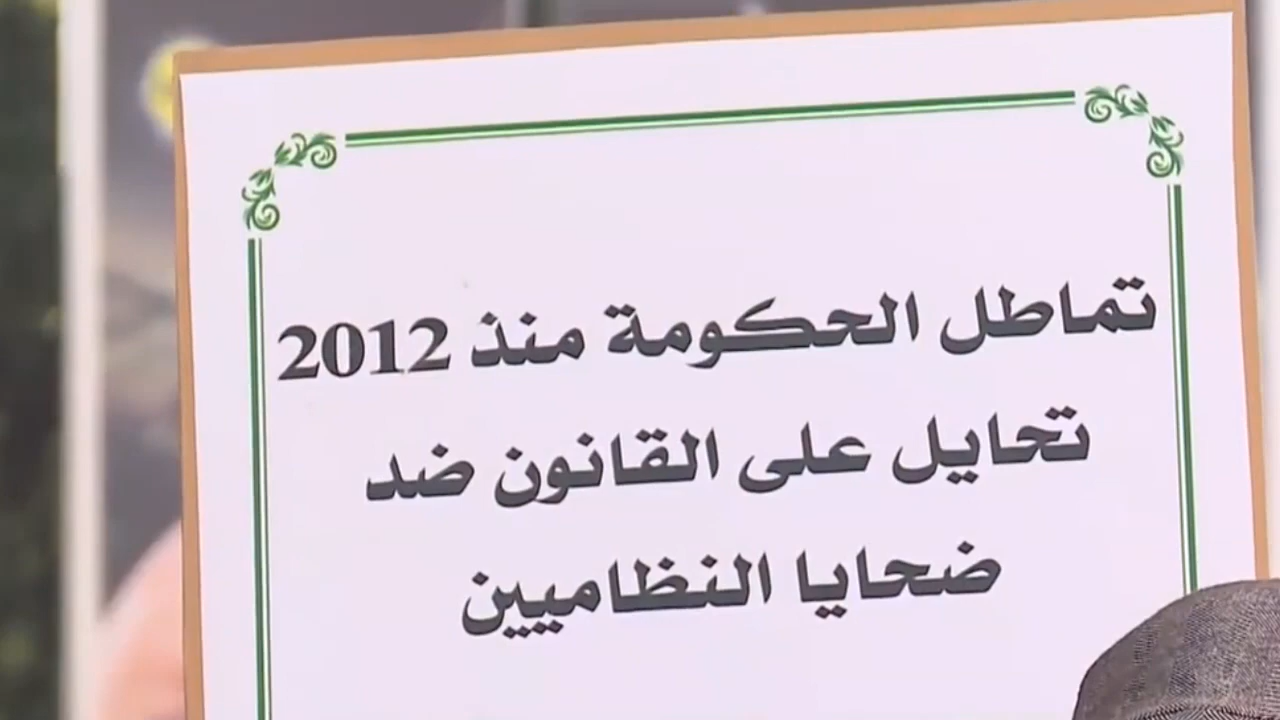 تماطل الحكومة منذ 2012
تحايل على القانون ضد
ضحايا النظاميين